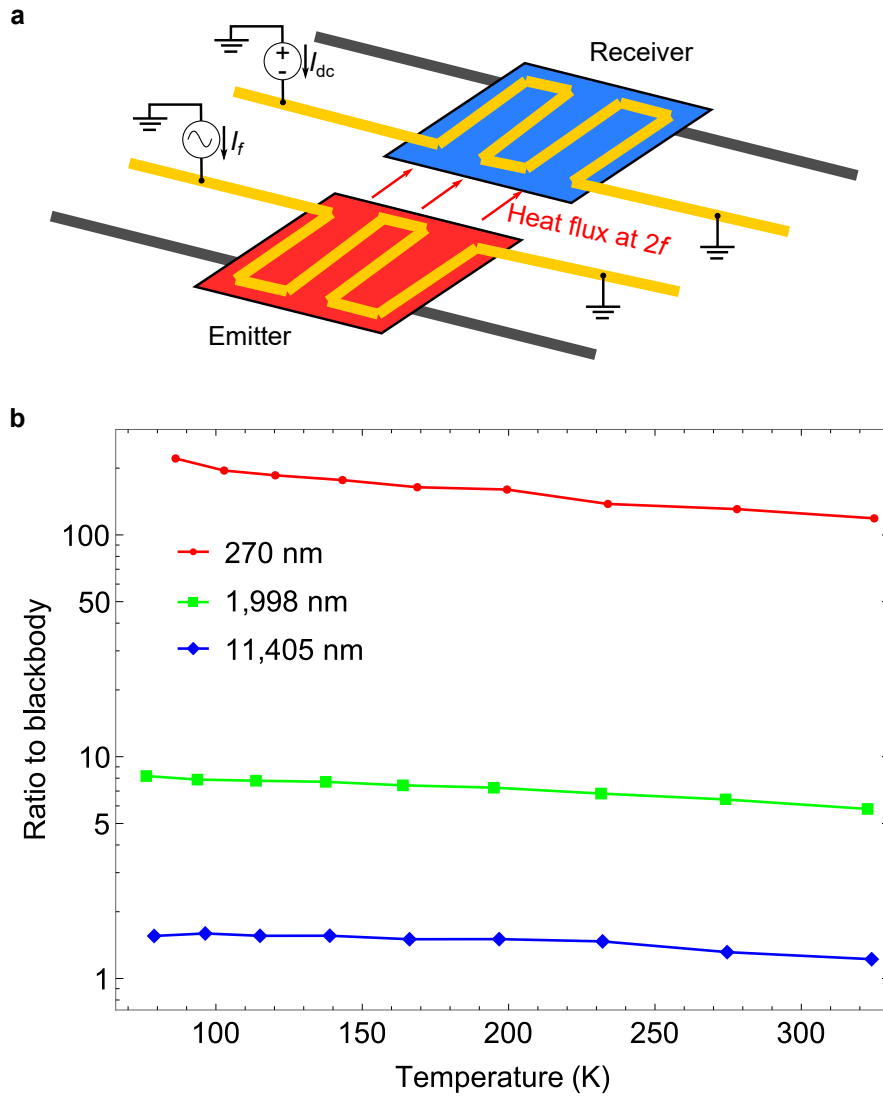 a
Receiver
+
-
I_dc
I_f
Heat flux at 2f
Emitter
b
Ratio to blackbody
100
50
10
5
1
270 nm
1,998 nm
11,405 nm
100 150 200 250 300
Temperature (K)